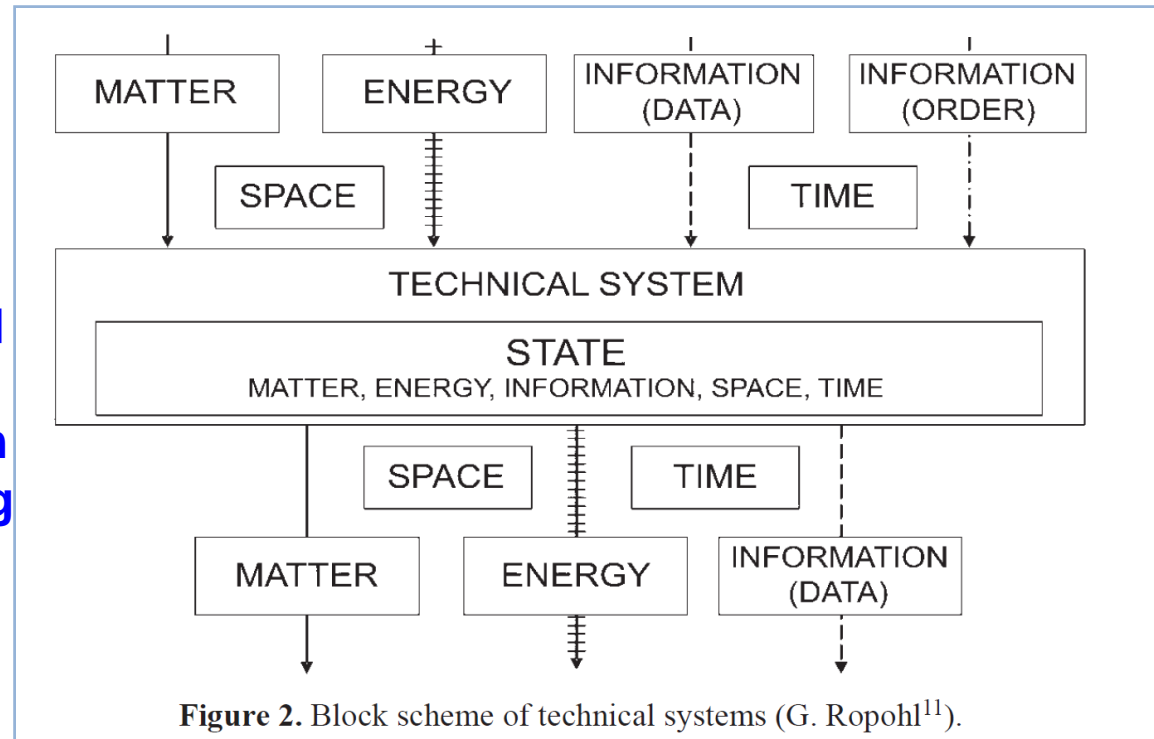 MATTER
ENERGY
INFORMATION
(DATA)
INFORMATION
(ORDER)
SPACE
TIME
TECHNICAL SYSTEM
STATE
MATTER, ENERGY, INFORMATION, SPACE, TIME
SPACE
TIME
MATTER
ENERGY
INFORMATION
(DATA)
Figure 2. Block scheme of technical systems (G. Ropohl¹¹).